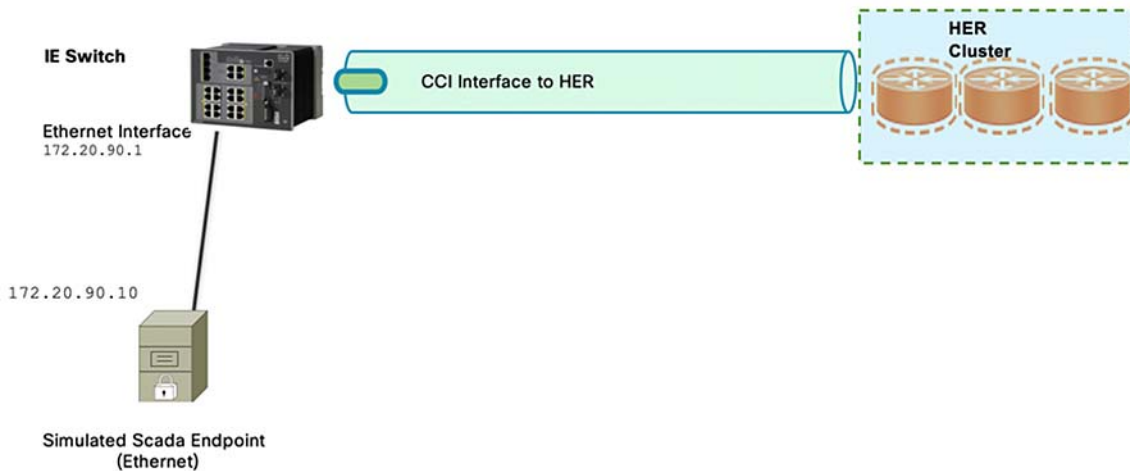 HER
Cluster
IE Switch
CCI Interface to HER
Ethernet Interface
172.20.90.1
172.20.90.10
Simulated Scada Endpoint
(Ethernet)